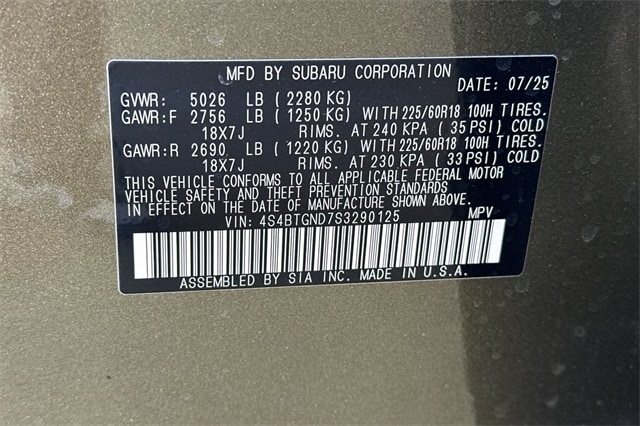 MFD BY SUBARU CORPORATION
DATE: 07/25
GVWR: 5026 LB (2280 KG)
GAWR:F 2756 LB (1250 KG) WITH 225/60R18 100H TIRES.
18X7J RIMS. AT 240 KPA (35 PSI) COLD
GAWR:R 2690 LB (1220 KG) WITH 225/60R18 100H TIRES.
18X7J RIMS. AT 230 KPA (33 PSI) COLD
THIS VEHICLE CONFORMS TO ALL APPLICABLE FEDERAL MOTOR
VEHICLE SAFETY AND THEFT PREVENTION STANDARDS
IN EFFECT ON THE DATE OF MANUFACTURE SHOWN ABOVE.
VIN: 4S4BTGND7S3290125 MPV
ASSEMBLED BY SIA INC. MADE IN U.S.A.